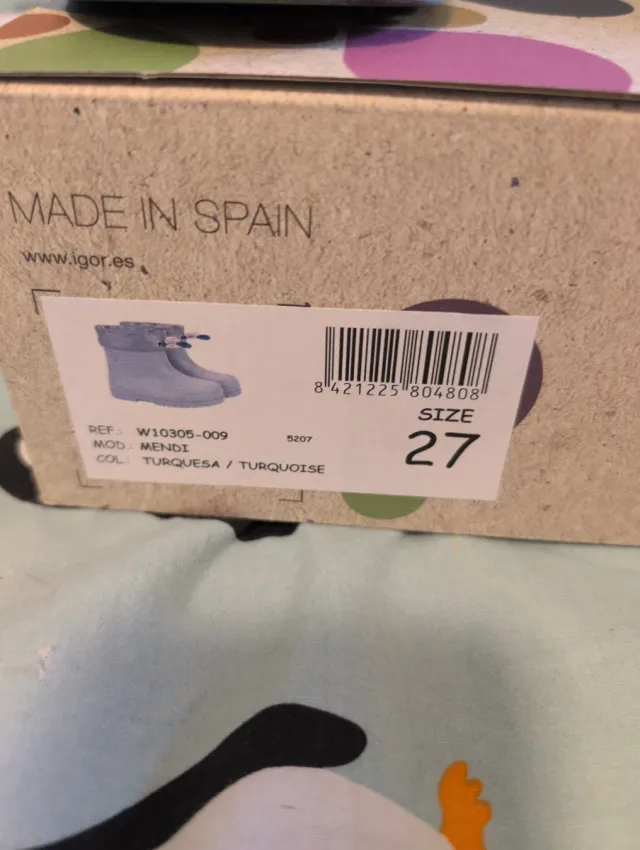 MADE IN SPAIN
www.igor.es
8 421225 804808
SIZE
27
REF.: W10305-009
5207
MOD.: MENDI
COL.: TURQUESA / TURQUOISE